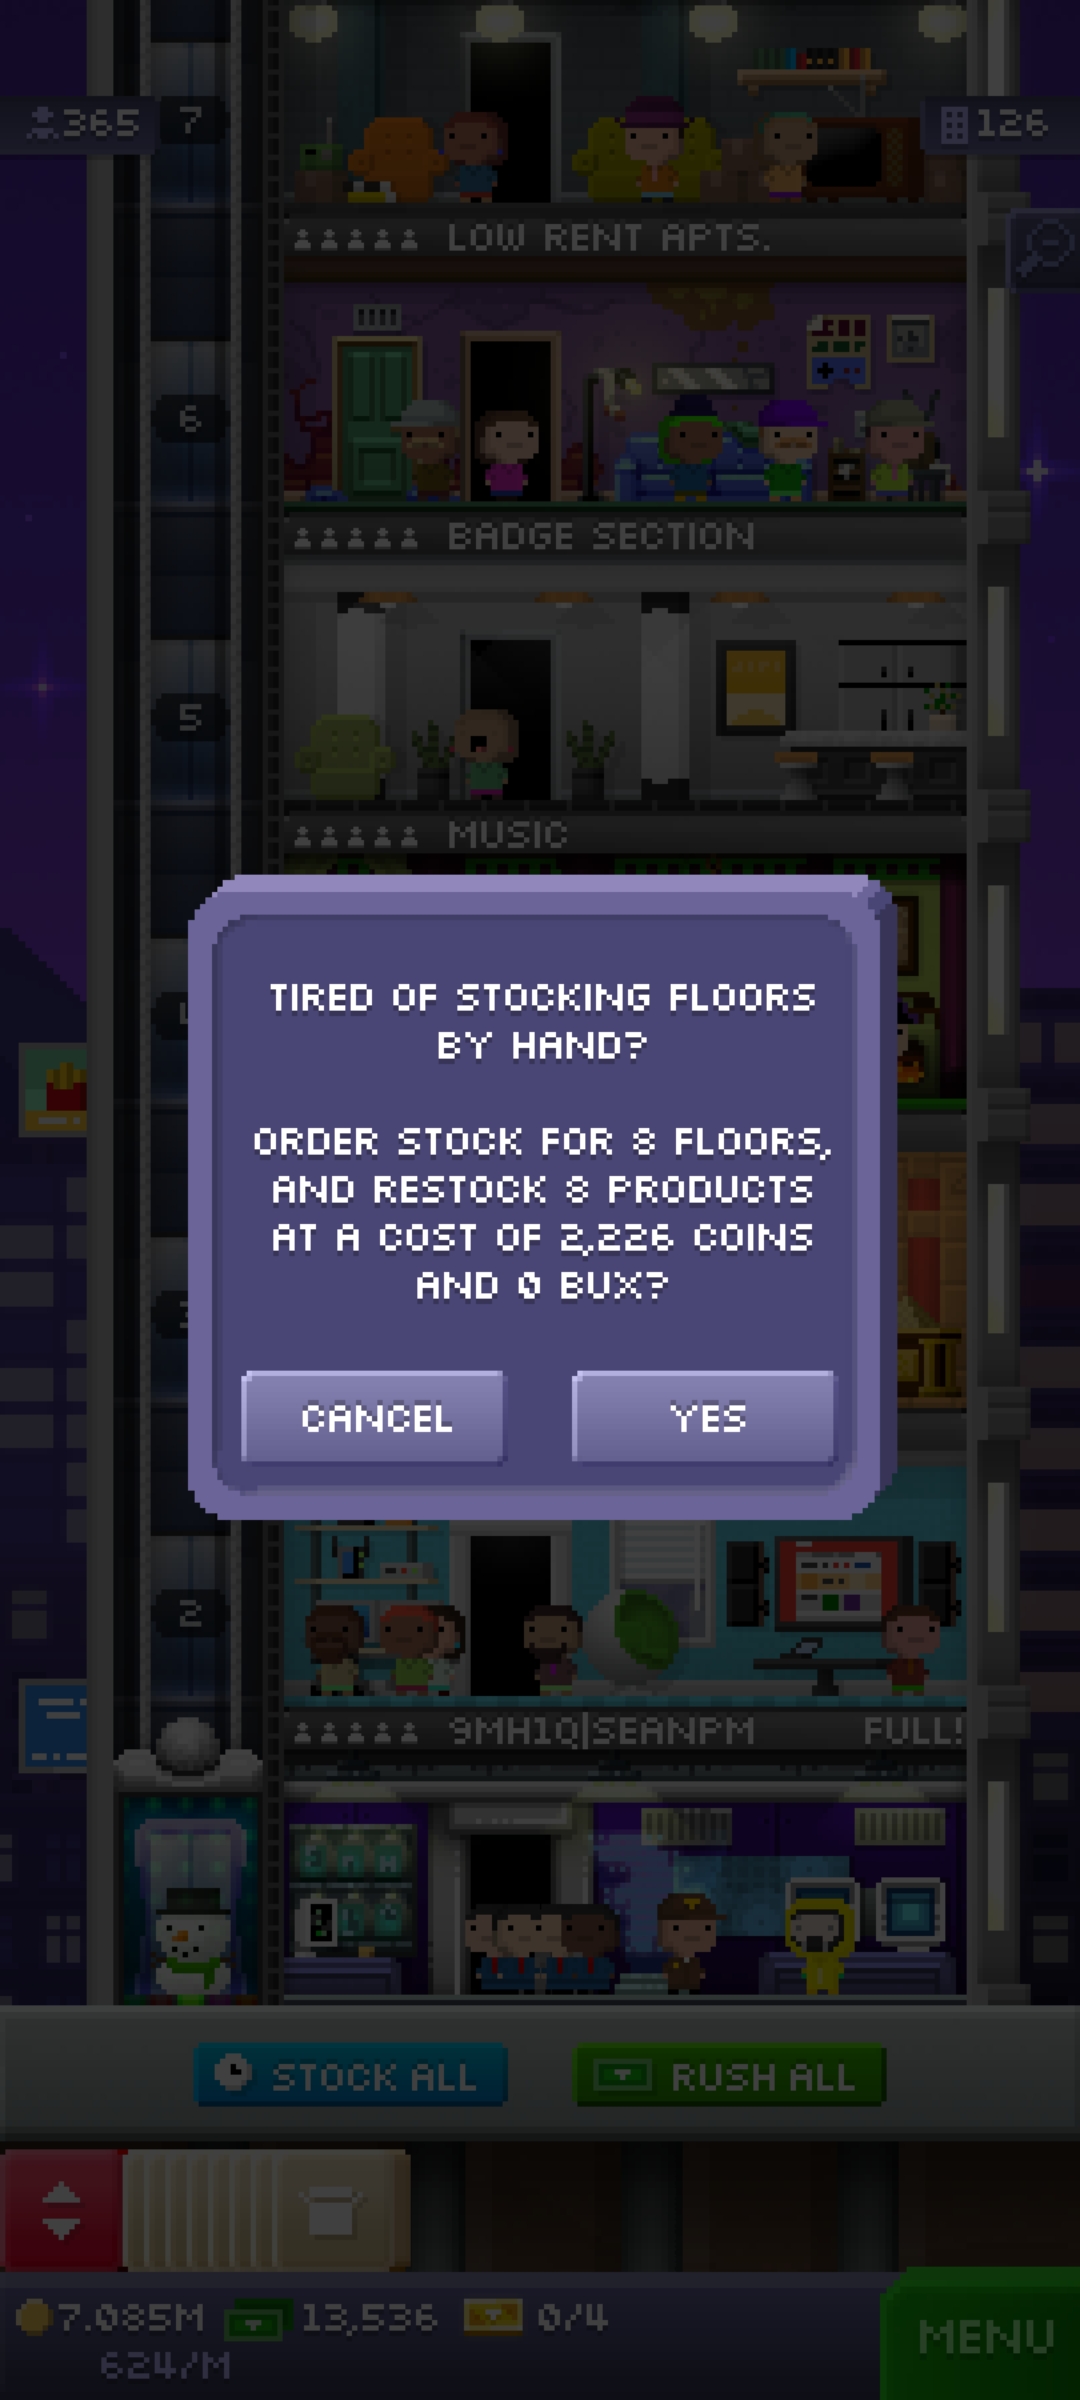 365
7
126
LOW RENT APTS.
6
BADGE SECTION
5
MUSIC
TIRED OF STOCKING FLOORS
BY HAND?
ORDER STOCK FOR 8 FLOORS,
AND RESTOCK 8 PRODUCTS
AT A COST OF 2,226 COINS
AND 0 BUX?
CANCEL
YES
2
9MH1Q|SEANPM
FULL!
STOCK ALL
RUSH ALL
7.085M
13,536
0/4
624/M
MENU